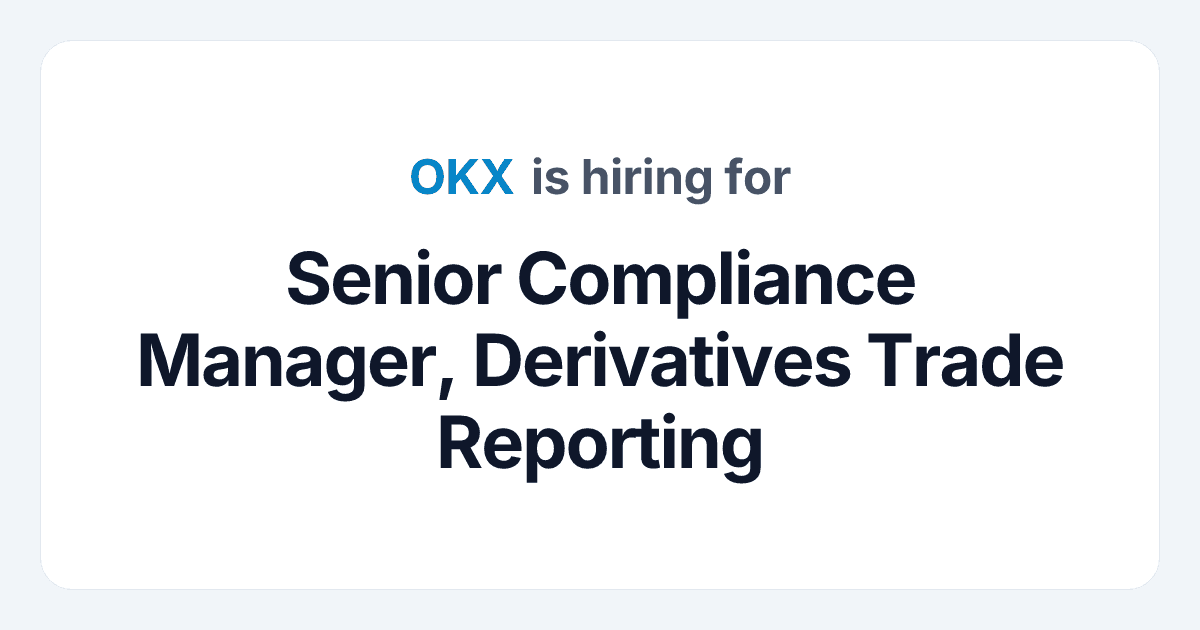 OKX is hiring for
Senior Compliance
Manager, Derivatives Trade
Reporting